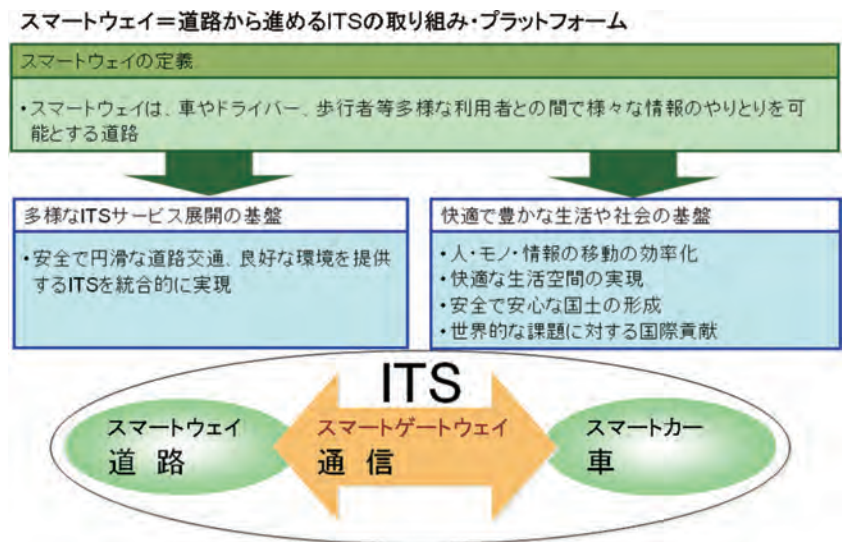 スマートウェイ＝道路から進めるITSの取り組み・プラットフォーム
スマートウェイの定義
・スマートウェイは、車やドライバー、歩行者等多様な利用者との間で様々な情報のやりとりを可
能とする道路
多様なITSサービス展開の基盤
・安全で円滑な道路交通、良好な環境を提供
するITSを統合的に実現
快適で豊かな生活や社会の基盤
・人・モノ・情報の移動の効率化
・快適な生活空間の実現
・安全で安心な国土の形成
・世界的な課題に対する国際貢献
ITS
スマートウェイ
道 路
スマートゲートウェイ
通 信
スマートカー
車